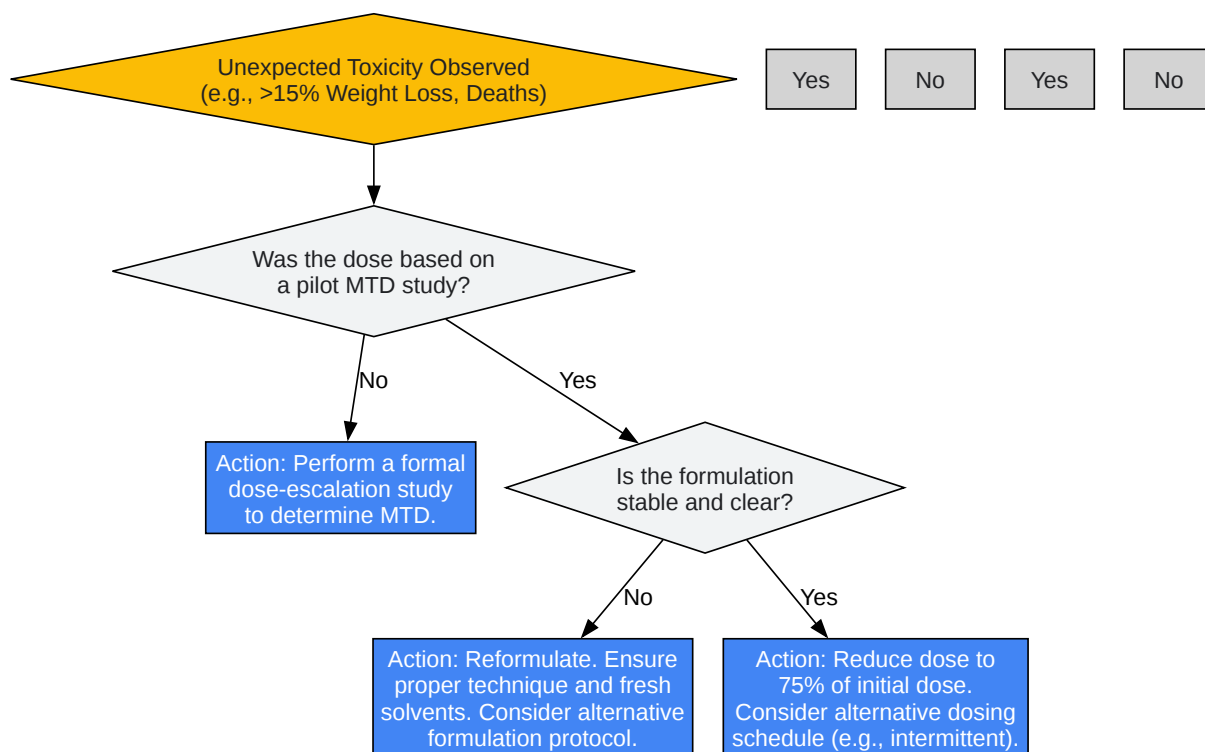 Unexpected Toxicity Observed
(e.g., >15% Weight Loss, Deaths)
Yes
No
Yes
No
Was the dose based on
a pilot MTD study?
No
Yes
Action: Perform a formal
dose-escalation study
to determine MTD.
Is the formulation
stable and clear?
No
Yes
Action: Reformulate. Ensure
proper technique and fresh
solvents. Consider alternative
formulation protocol.
Action: Reduce dose to
75% of initial dose.
Consider alternative dosing
schedule (e.g., intermittent).